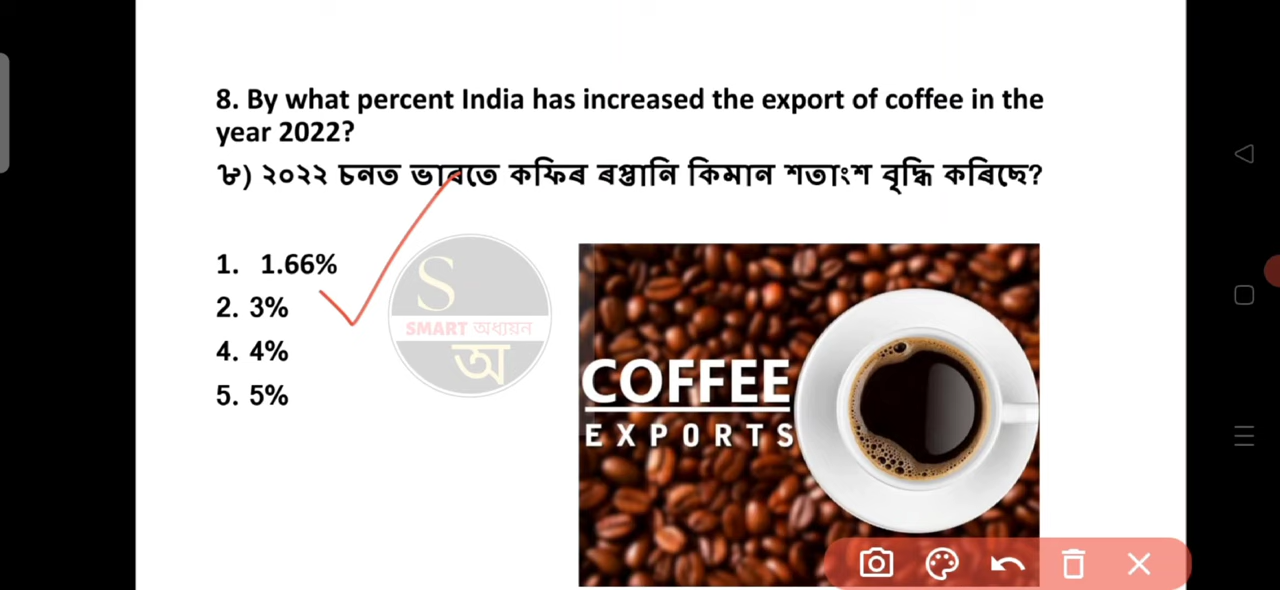 8. By what percent India has increased the export of coffee in the
year 2022?
৮) ২০২২ চনত ভাৰতে কফিৰ ৰপ্তানি কিমান শতাংশ বৃদ্ধি কৰিছে?
1. 1.66%
2. 3%
4. 4%
5. 5%
S
SMART অধ্যয়ন
অ
COFFEE
EXPORTS